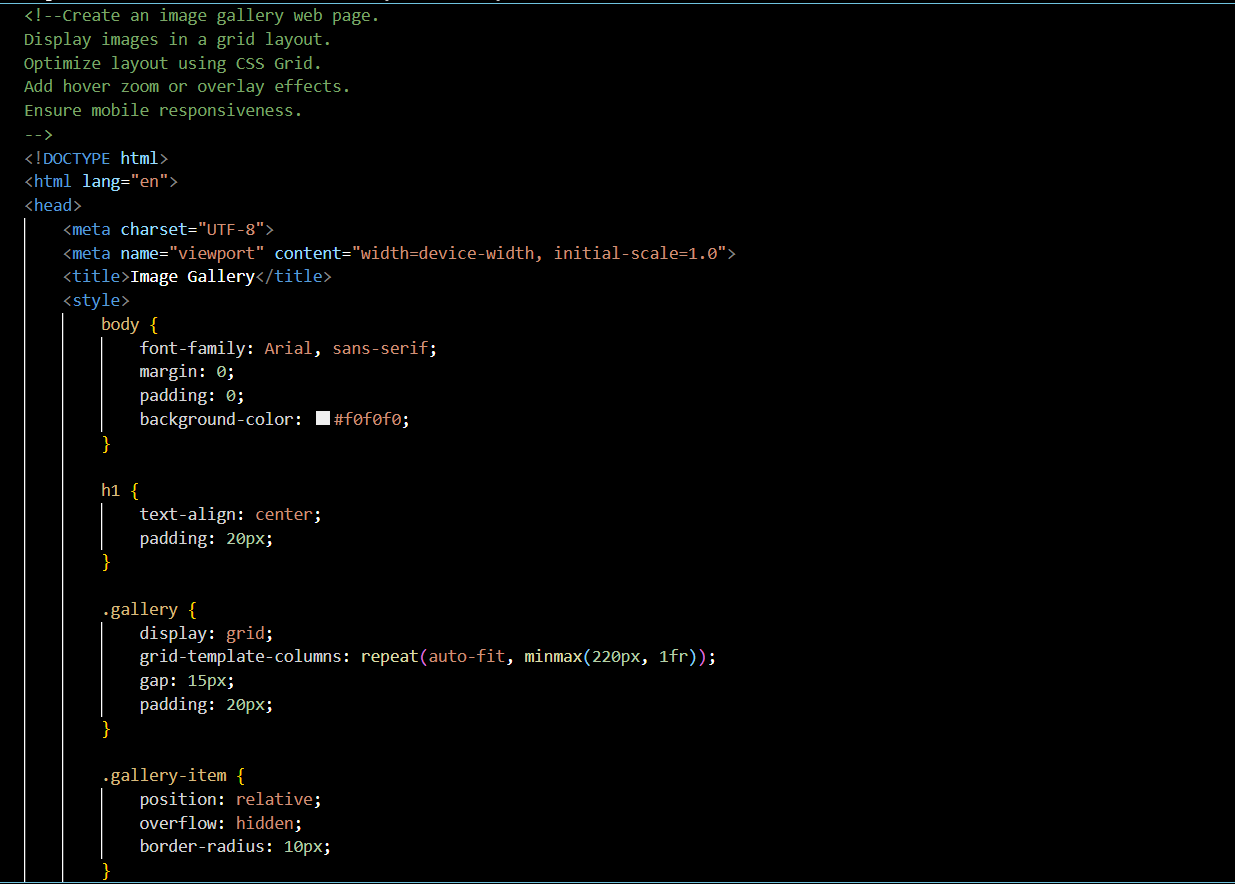 <!--Create an image gallery web page.
Display images in a grid layout.
Optimize layout using CSS Grid.
Add hover zoom or overlay effects.
Ensure mobile responsiveness.
-->
<!DOCTYPE html>
<html lang="en">
<head>
    <meta charset="UTF-8">
    <meta name="viewport" content="width=device-width, initial-scale=1.0">
    <title>Image Gallery</title>
    <style>
        body {
            font-family: Arial, sans-serif;
            margin: 0;
            padding: 0;
            background-color: #f0f0f0;
        }

        h1 {
            text-align: center;
            padding: 20px;
        }

        .gallery {
            display: grid;
            grid-template-columns: repeat(auto-fit, minmax(220px, 1fr));
            gap: 15px;
            padding: 20px;
        }

        .gallery-item {
            position: relative;
            overflow: hidden;
            border-radius: 10px;
        }